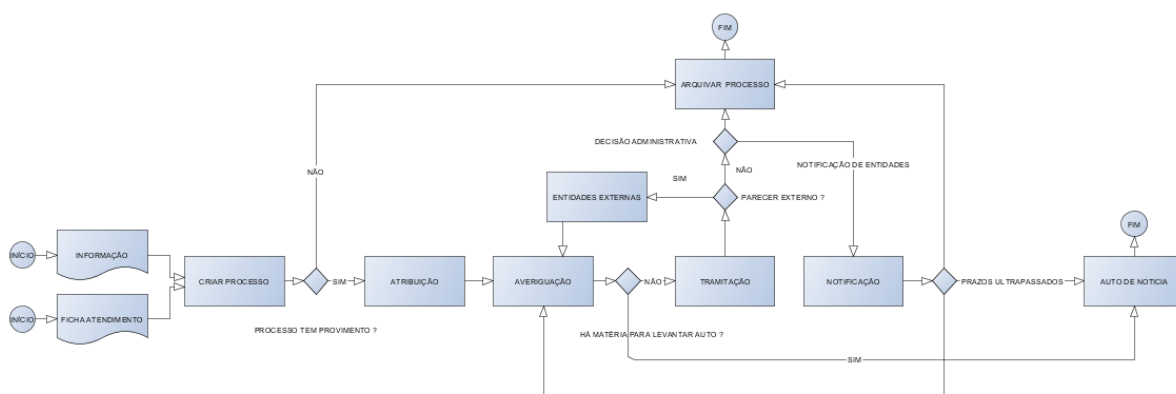 FIM
ARQUIVAR PROCESSO
DECISÃO ADMINISTRATIVA
NOTIFICAÇÃO DE ENTIDADES
NÃO
NÃO
SIM
ENTIDADES EXTERNAS
PARECER EXTERNO ?
FIM
INÍCIO
INFORMAÇÃO
CRIAR PROCESSO
SIM
ATRIBUIÇÃO
AVERIGUAÇÃO
NÃO
TRAMITAÇÃO
NOTIFICAÇÃO
PRAZOS ULTRAPASSADOS
AUTO DE NOTICIA
INÍCIO
FICHA ATENDIMENTO
PROCESSO TEM PROVIMENTO ?
HÁ MATÉRIA PARA LEVANTAR AUTO ?
SIM